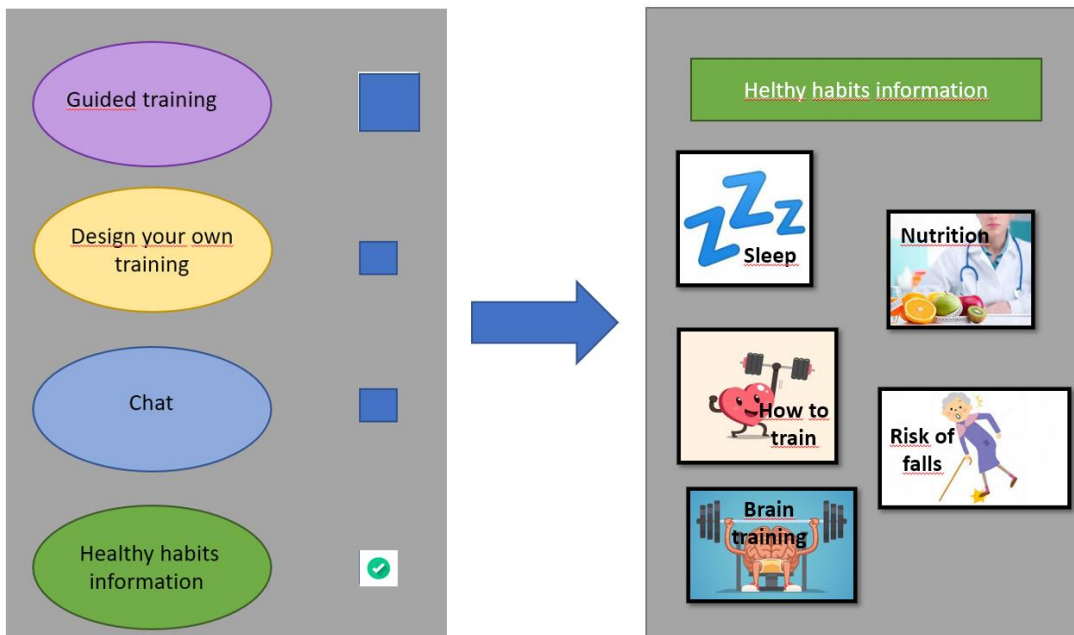 Guided training
Design your own
training
Chat
Healthy habits
information
Helthy habits information
Sleep
Nutrition
How to
train
Risk of
falls
Brain
training